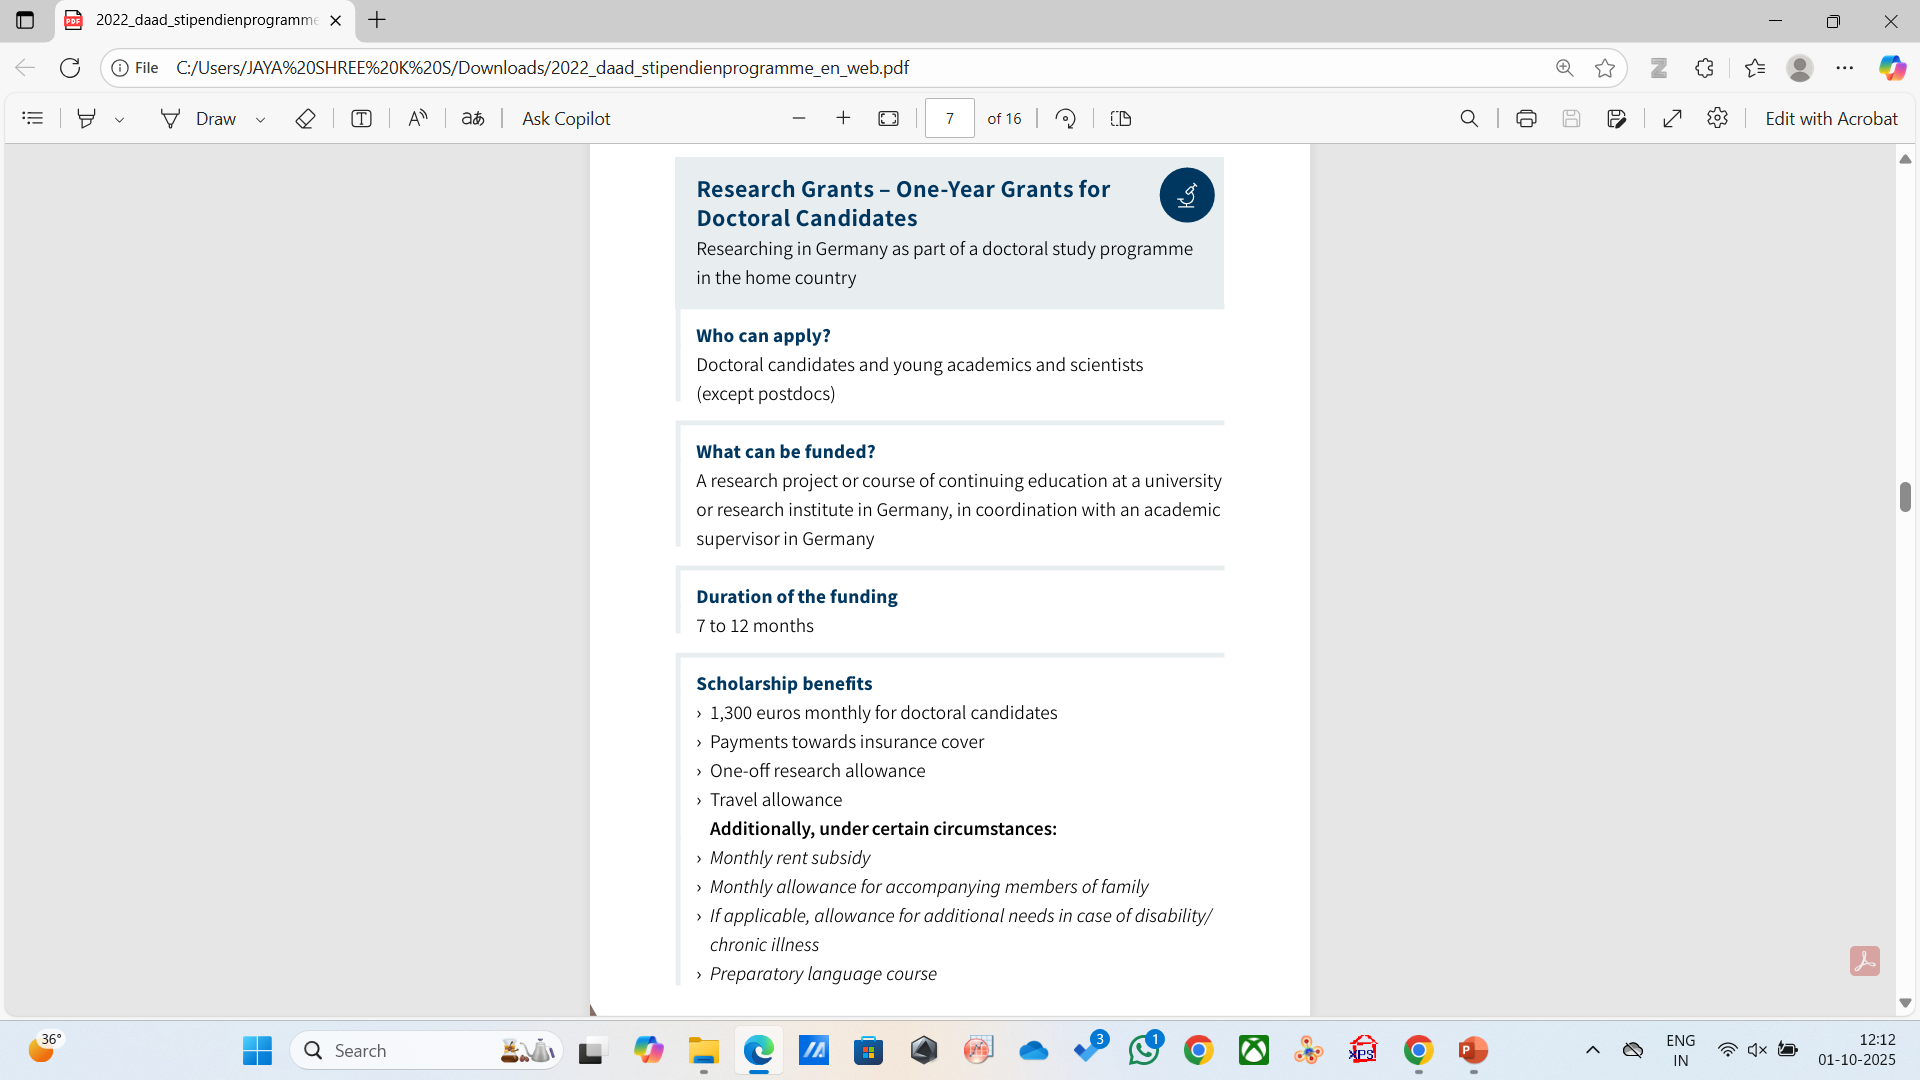 2022_daad_stipendienprogramme
File
C:/Users/JAYA%20SHREE%20K%20S/Downloads/2022_daad_stipendienprogramme_en_web.pdf
Draw
Ask Copilot
7
of 16
Edit with Acrobat
Research Grants – One-Year Grants for
Doctoral Candidates
Researching in Germany as part of a doctoral study programme
in the home country
Who can apply?
Doctoral candidates and young academics and scientists
(except postdocs)
What can be funded?
A research project or course of continuing education at a university
or research institute in Germany, in coordination with an academic
supervisor in Germany
Duration of the funding
7 to 12 months
Scholarship benefits
› 1,300 euros monthly for doctoral candidates
› Payments towards insurance cover
› One-off research allowance
› Travel allowance
Additionally, under certain circumstances:
› Monthly rent subsidy
› Monthly allowance for accompanying members of family
› If applicable, allowance for additional needs in case of disability/
chronic illness
› Preparatory language course
36°
Search
3
1
XPS
ENG
IN
12:12
01-10-2025